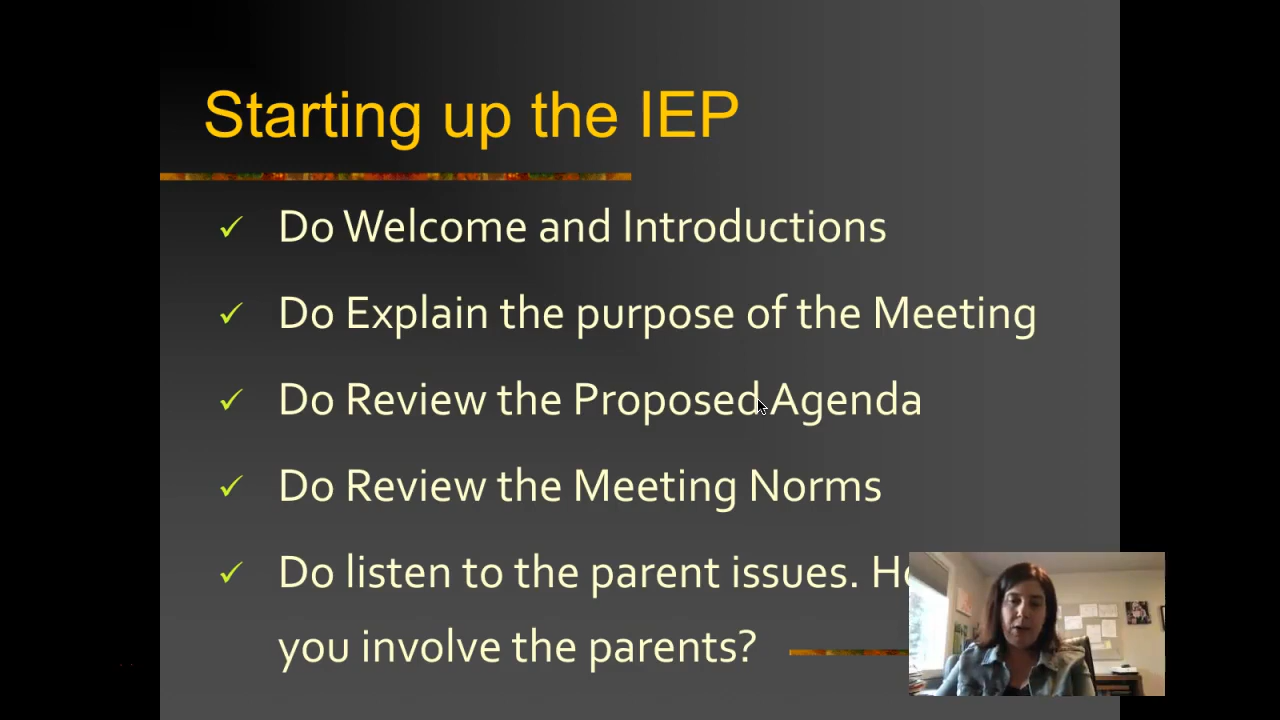 Starting up the IEP
✓ Do Welcome and Introductions
✓ Do Explain the purpose of the Meeting
✓ Do Review the Proposed Agenda
✓ Do Review the Meeting Norms
✓ Do listen to the parent issues.
you involve the parents?